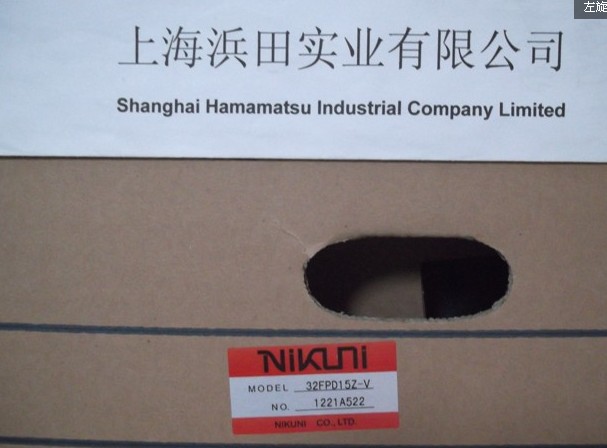 左旋
上海浜田实业有限公司
Shanghai Hamamatsu Industrial Company Limited
NiKUNi
MODEL 32FPD15Z-V
NO. 1221A522
NIKUNI CO., LTD.